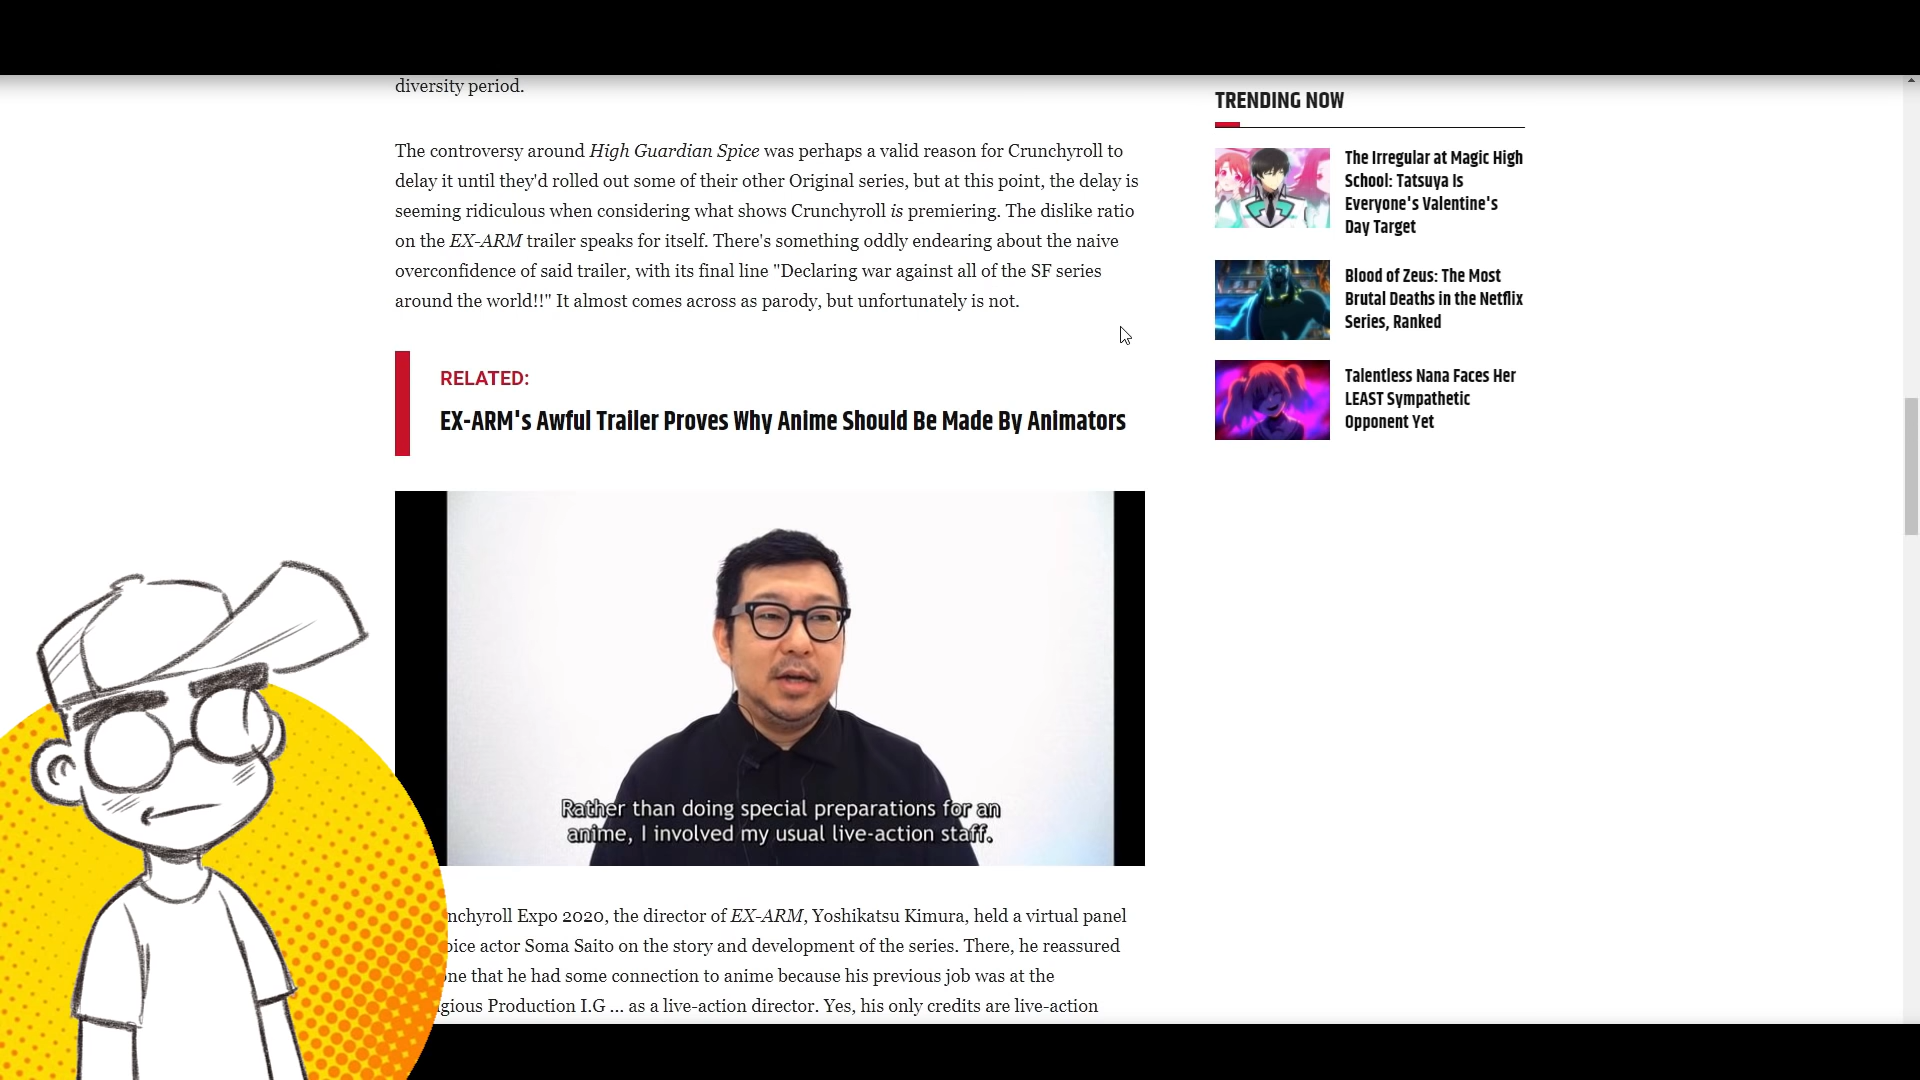 diversity period.
The controversy around High Guardian Spice was perhaps a valid reason for Crunchyroll to
delay it until they'd rolled out some of their other Original series, but at this point, the delay is
seeming ridiculous when considering what shows Crunchyroll is premiering. The dislike ratio
on the EX-ARM trailer speaks for itself. There's something oddly endearing about the naive
overconfidence of said trailer, with its final line "Declaring war against all of the SF series
around the world!!" It almost comes across as parody, but unfortunately is not.
RELATED:
EX-ARM's Awful Trailer Proves Why Anime Should Be Made By Animators
Rather than doing special preparations for an
anime, I involved my usual live-action staff.
nchyroll Expo 2020, the director of EX-ARM, Yoshikatsu Kimura, held a virtual panel
oice actor Soma Saito on the story and development of the series. There, he reassured
ne that he had some connection to anime because his previous job was at the
gious Production I.G ... as a live-action director. Yes, his only credits are live-action
TRENDING NOW
The Irregular at Magic High
School: Tatsuya Is
Everyone's Valentine's
Day Target
Blood of Zeus: The Most
Brutal Deaths in the Netflix
Series, Ranked
Talentless Nana Faces Her
LEAST Sympathetic
Opponent Yet